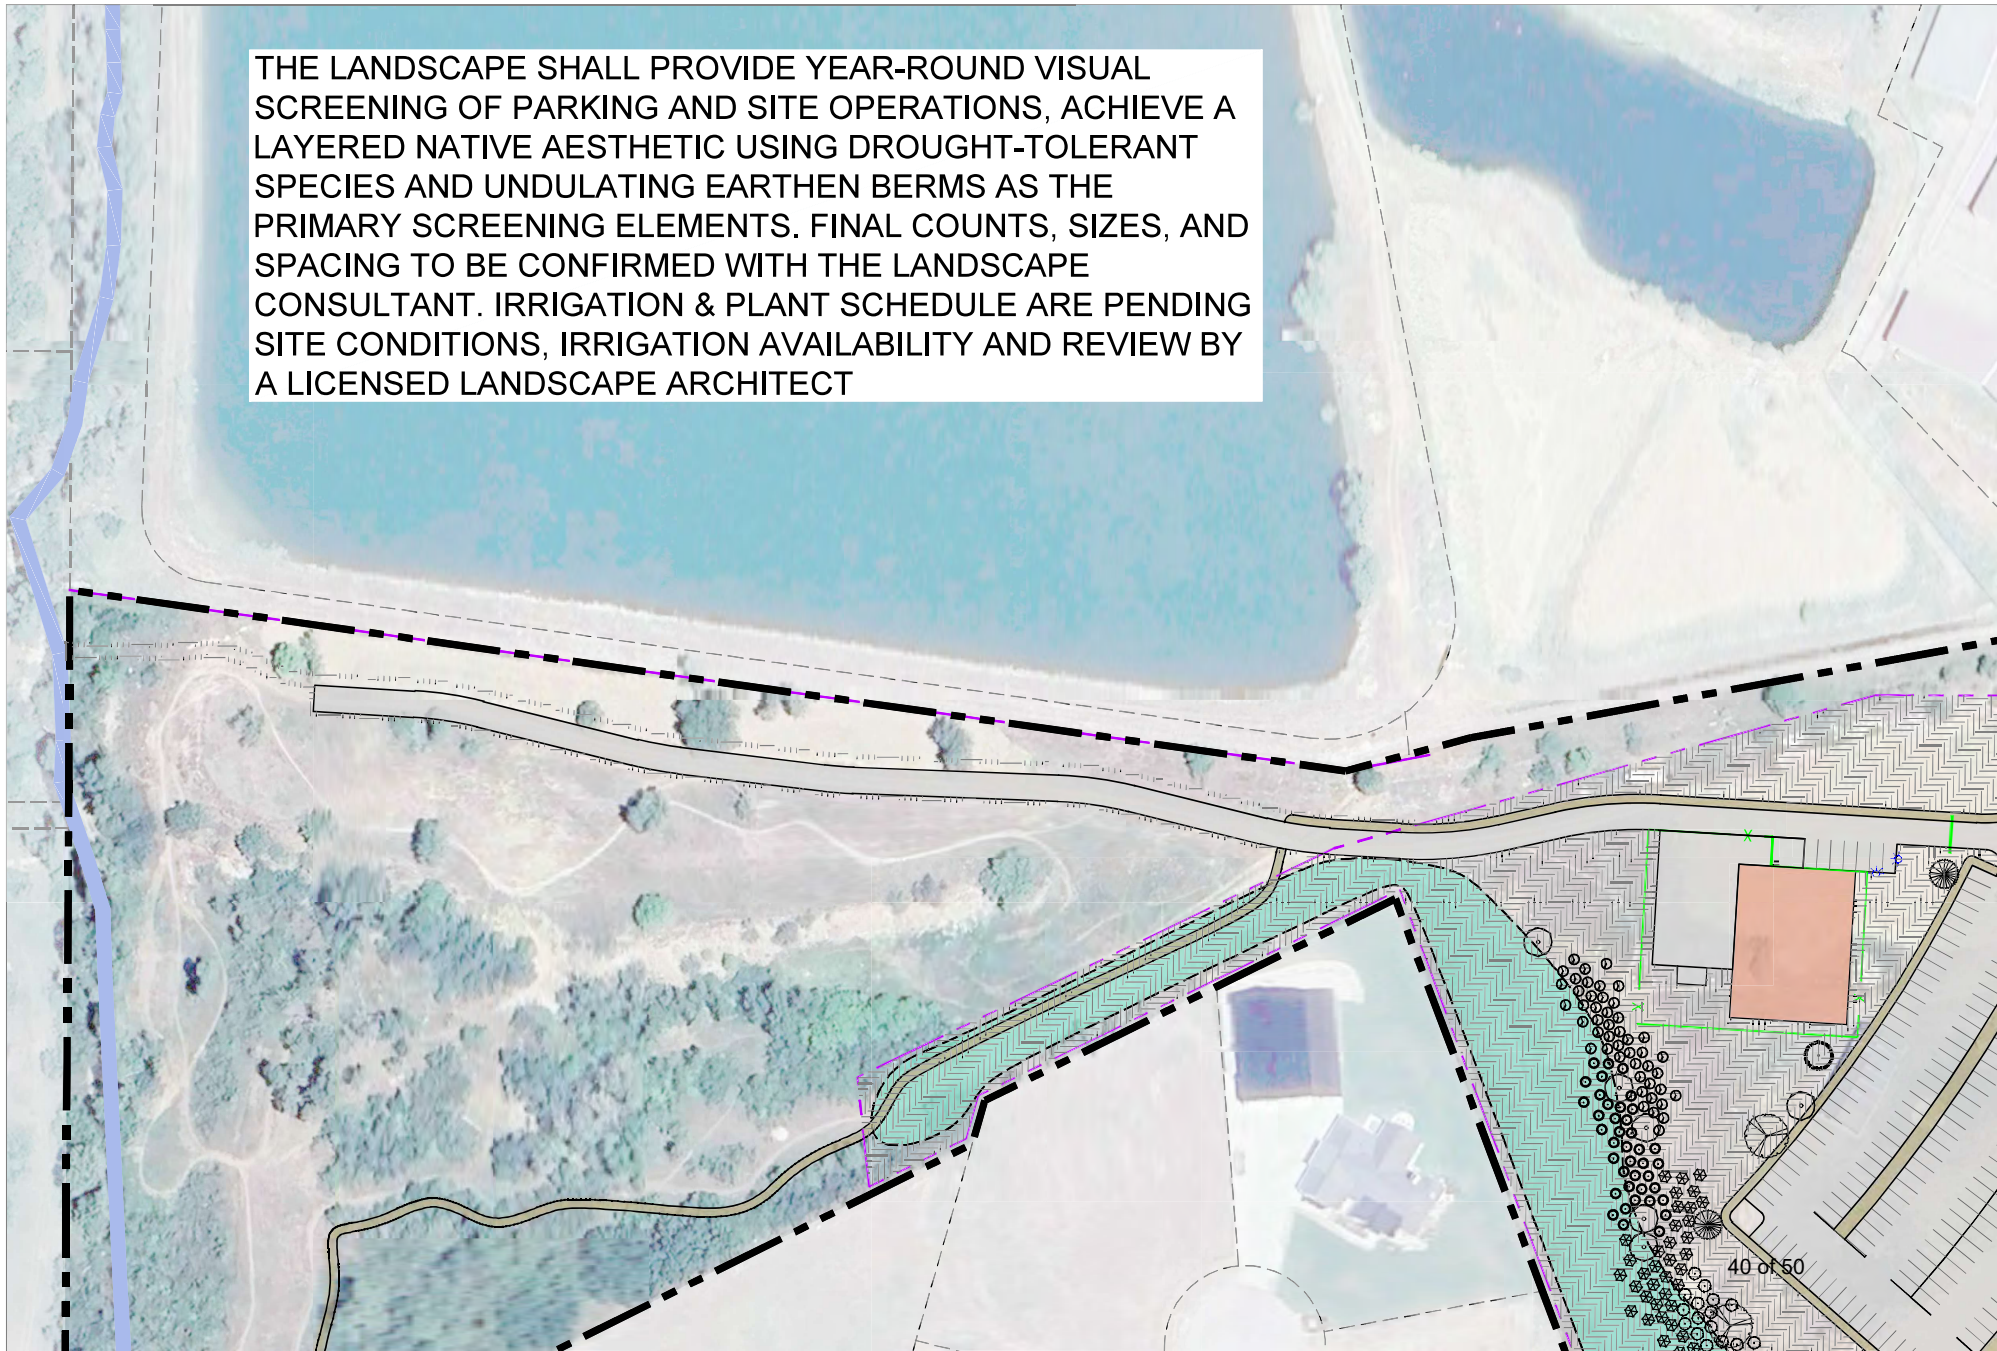 THE LANDSCAPE SHALL PROVIDE YEAR-ROUND VISUAL
SCREENING OF PARKING AND SITE OPERATIONS, ACHIEVE A
LAYERED NATIVE AESTHETIC USING DROUGHT-TOLERANT
SPECIES AND UNDULATING EARTHEN BERMS AS THE
PRIMARY SCREENING ELEMENTS. FINAL COUNTS, SIZES, AND
SPACING TO BE CONFIRMED WITH THE LANDSCAPE
CONSULTANT. IRRIGATION & PLANT SCHEDULE ARE PENDING
SITE CONDITIONS, IRRIGATION AVAILABILITY AND REVIEW BY
A LICENSED LANDSCAPE ARCHITECT
40 of 50